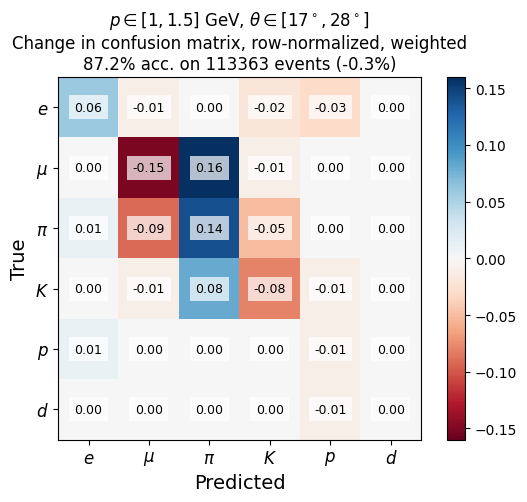 p ∈ [1, 1.5] GeV, θ ∈ [17°, 28°]
Change in confusion matrix, row-normalized, weighted
87.2% acc. on 113363 events (-0.3%)
e 0.06 -0.01 0.00 -0.02 -0.03 0.00
μ 0.00 -0.15 0.16 -0.01 0.00 0.00
π 0.01 -0.09 0.14 -0.05 0.00 0.00
K 0.00 -0.01 0.08 -0.08 -0.01 0.00
p 0.01 0.00 0.00 0.00 -0.01 0.00
d 0.00 0.00 0.00 0.00 -0.01 0.00
e μ π K p d
Predicted
True
0.15
0.10
0.05
0.00
−0.05
−0.10
−0.15